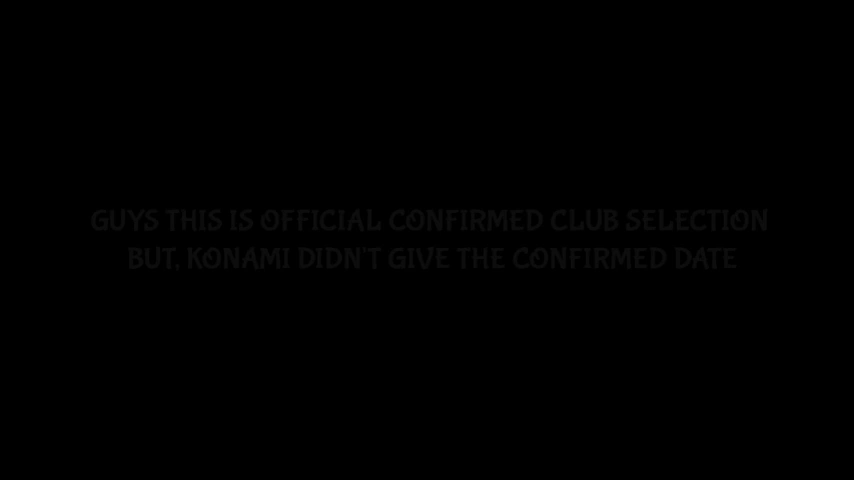 GUYS THIS IS OFFICIAL CONFIRMED CLUB SELECTION
BUT, KONAMI DIDN'T GIVE THE CONFIRMED DATE